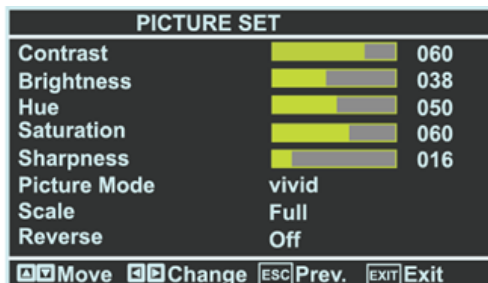 PICTURE SET
Contrast 060
Brightness 038
Hue 050
Saturation 060
Sharpness 016
Picture Mode vivid
Scale Full
Reverse Off
Move Change ESC Prev. EXIT Exit